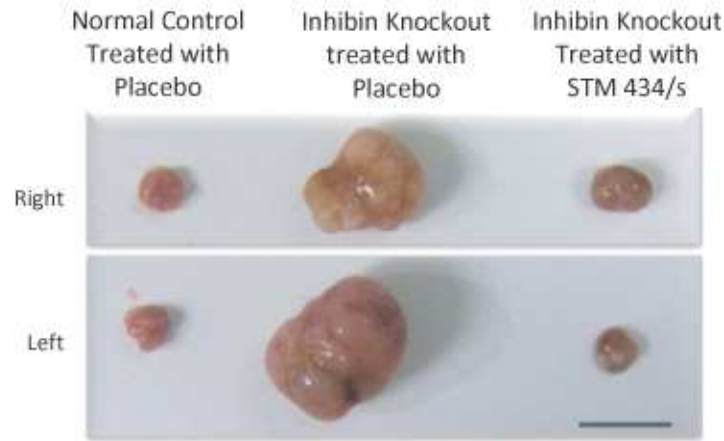 Normal Control
Treated with
Placebo
Inhibin Knockout
treated with
Placebo
Inhibin Knockout
Treated with
STM 434/s
Right
Left